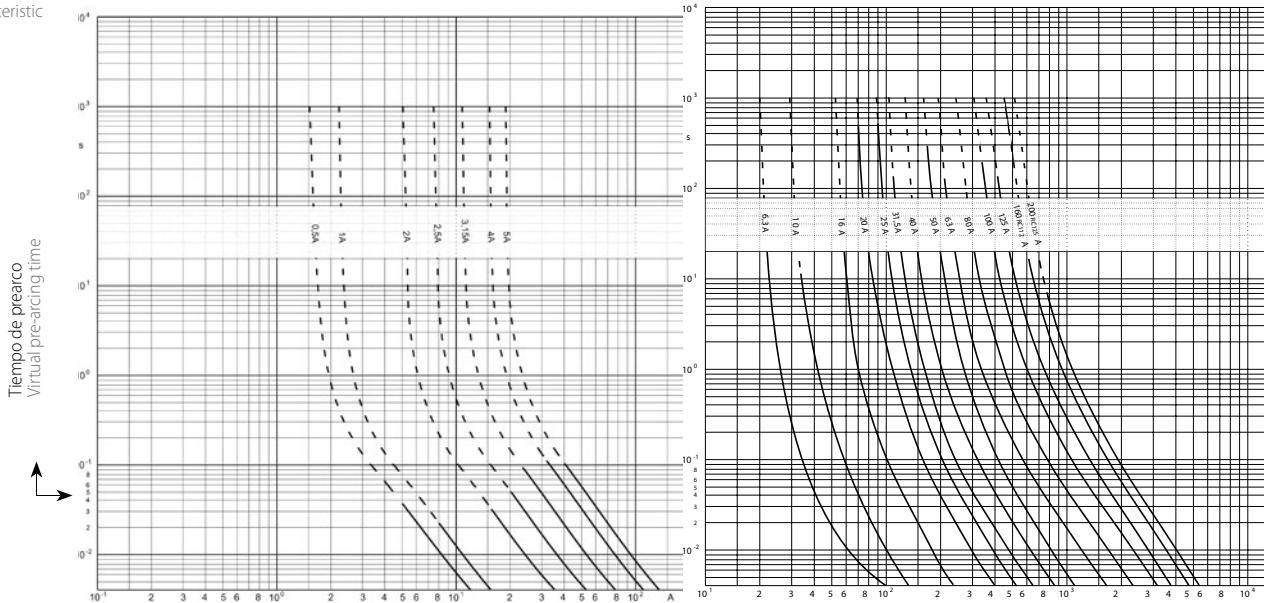 teristic
Tiempo de prearco
Virtual pre-arcing time
10⁴
10³
s
10²
10¹
10⁰
10⁻¹
8
6
5
4
3
2
10⁻²
0,5A
1A
2A
2,5A
3,15A
4A
5A
10⁻¹ 2 3 4 5 6 8 10⁰ 2 3 4 5 6 8 10¹ 2 3 4 5 6 8 10² A
10⁴
10³
s
10²
10¹
10⁰
10⁻¹
8
6
5
4
3
2
10⁻²
6,3 A
10 A
16 A
20 A
25 A
31,5A
40 A
50 A
63 A
80 A
100 A
125 A
160 RC112 A
200 RC125 A
10¹ 2 3 4 5 6 8 10² 2 3 4 5 6 8 10³ 2 3 4 6 8 10⁴